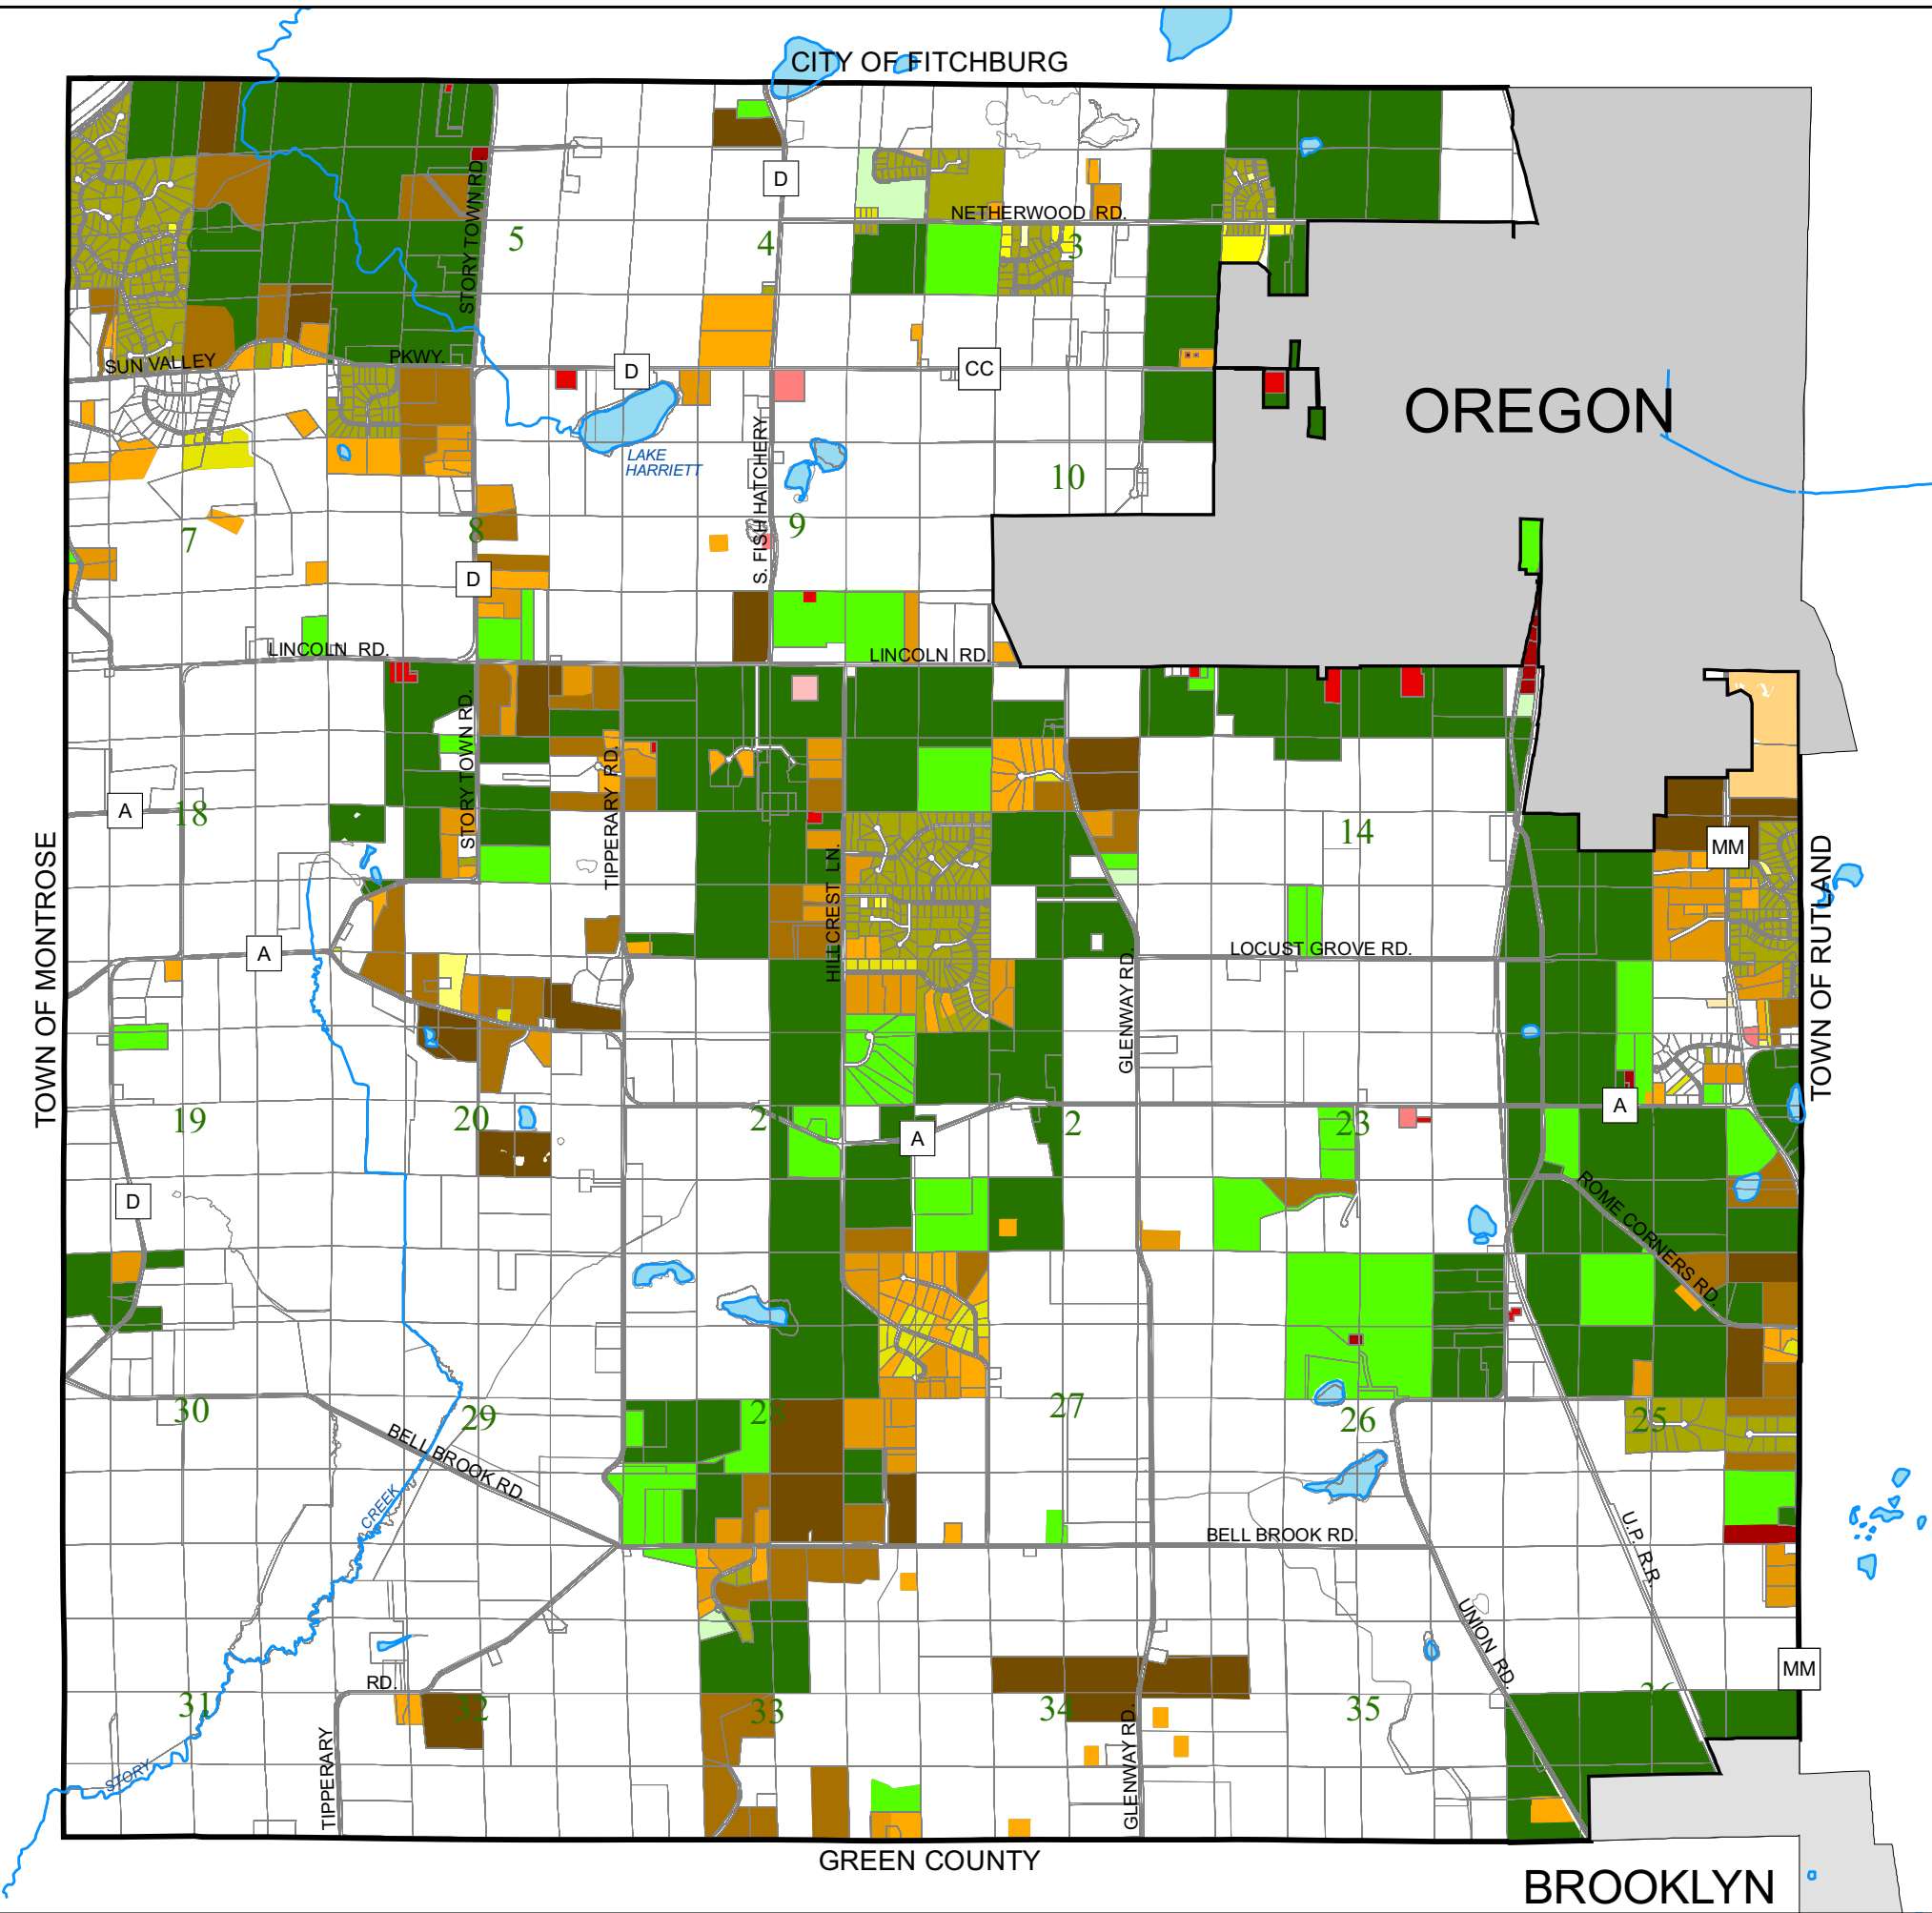 CITY OF FITCHBURG
D
NETHERWOOD RD.
STORY TOWN RD.
5
4
3
SUN VALLEY
PKWY.
D
CC
OREGON
LAKE
HARRIETT
S. FISH HATCHERY
10
7
8
9
D
LINCOLN RD.
LINCOLN RD.
STORY TOWN RD.
TIPPERARY RD.
A
18
14
MM
HILLCREST LN.
TOWN OF MONTROSE
TOWN OF RUTLAND
A
LOCUST GROVE RD.
GLENWAY RD.
19
20
2
A
2
23
A
D
ROME CORNERS RD.
30
29
28
27
26
25
BELL BROOK RD.
CREEK
BELL BROOK RD.
U.P. R.R.
UNION RD.
MM
RD.
31
32
33
34
35
36
STORY
TIPPERARY
GLENWAY RD.
GREEN COUNTY
BROOKLYN